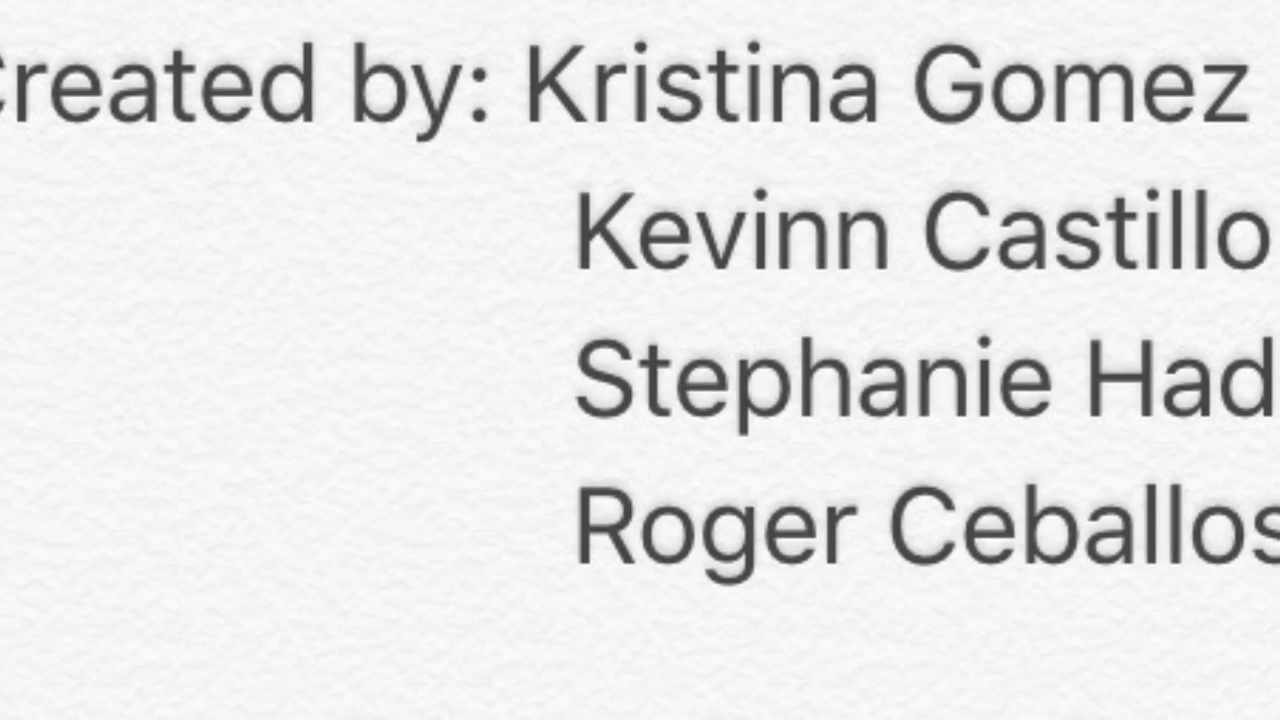 Created by: Kristina Gomez
Kevinn Castillo
Stephanie Had
Roger Ceballos